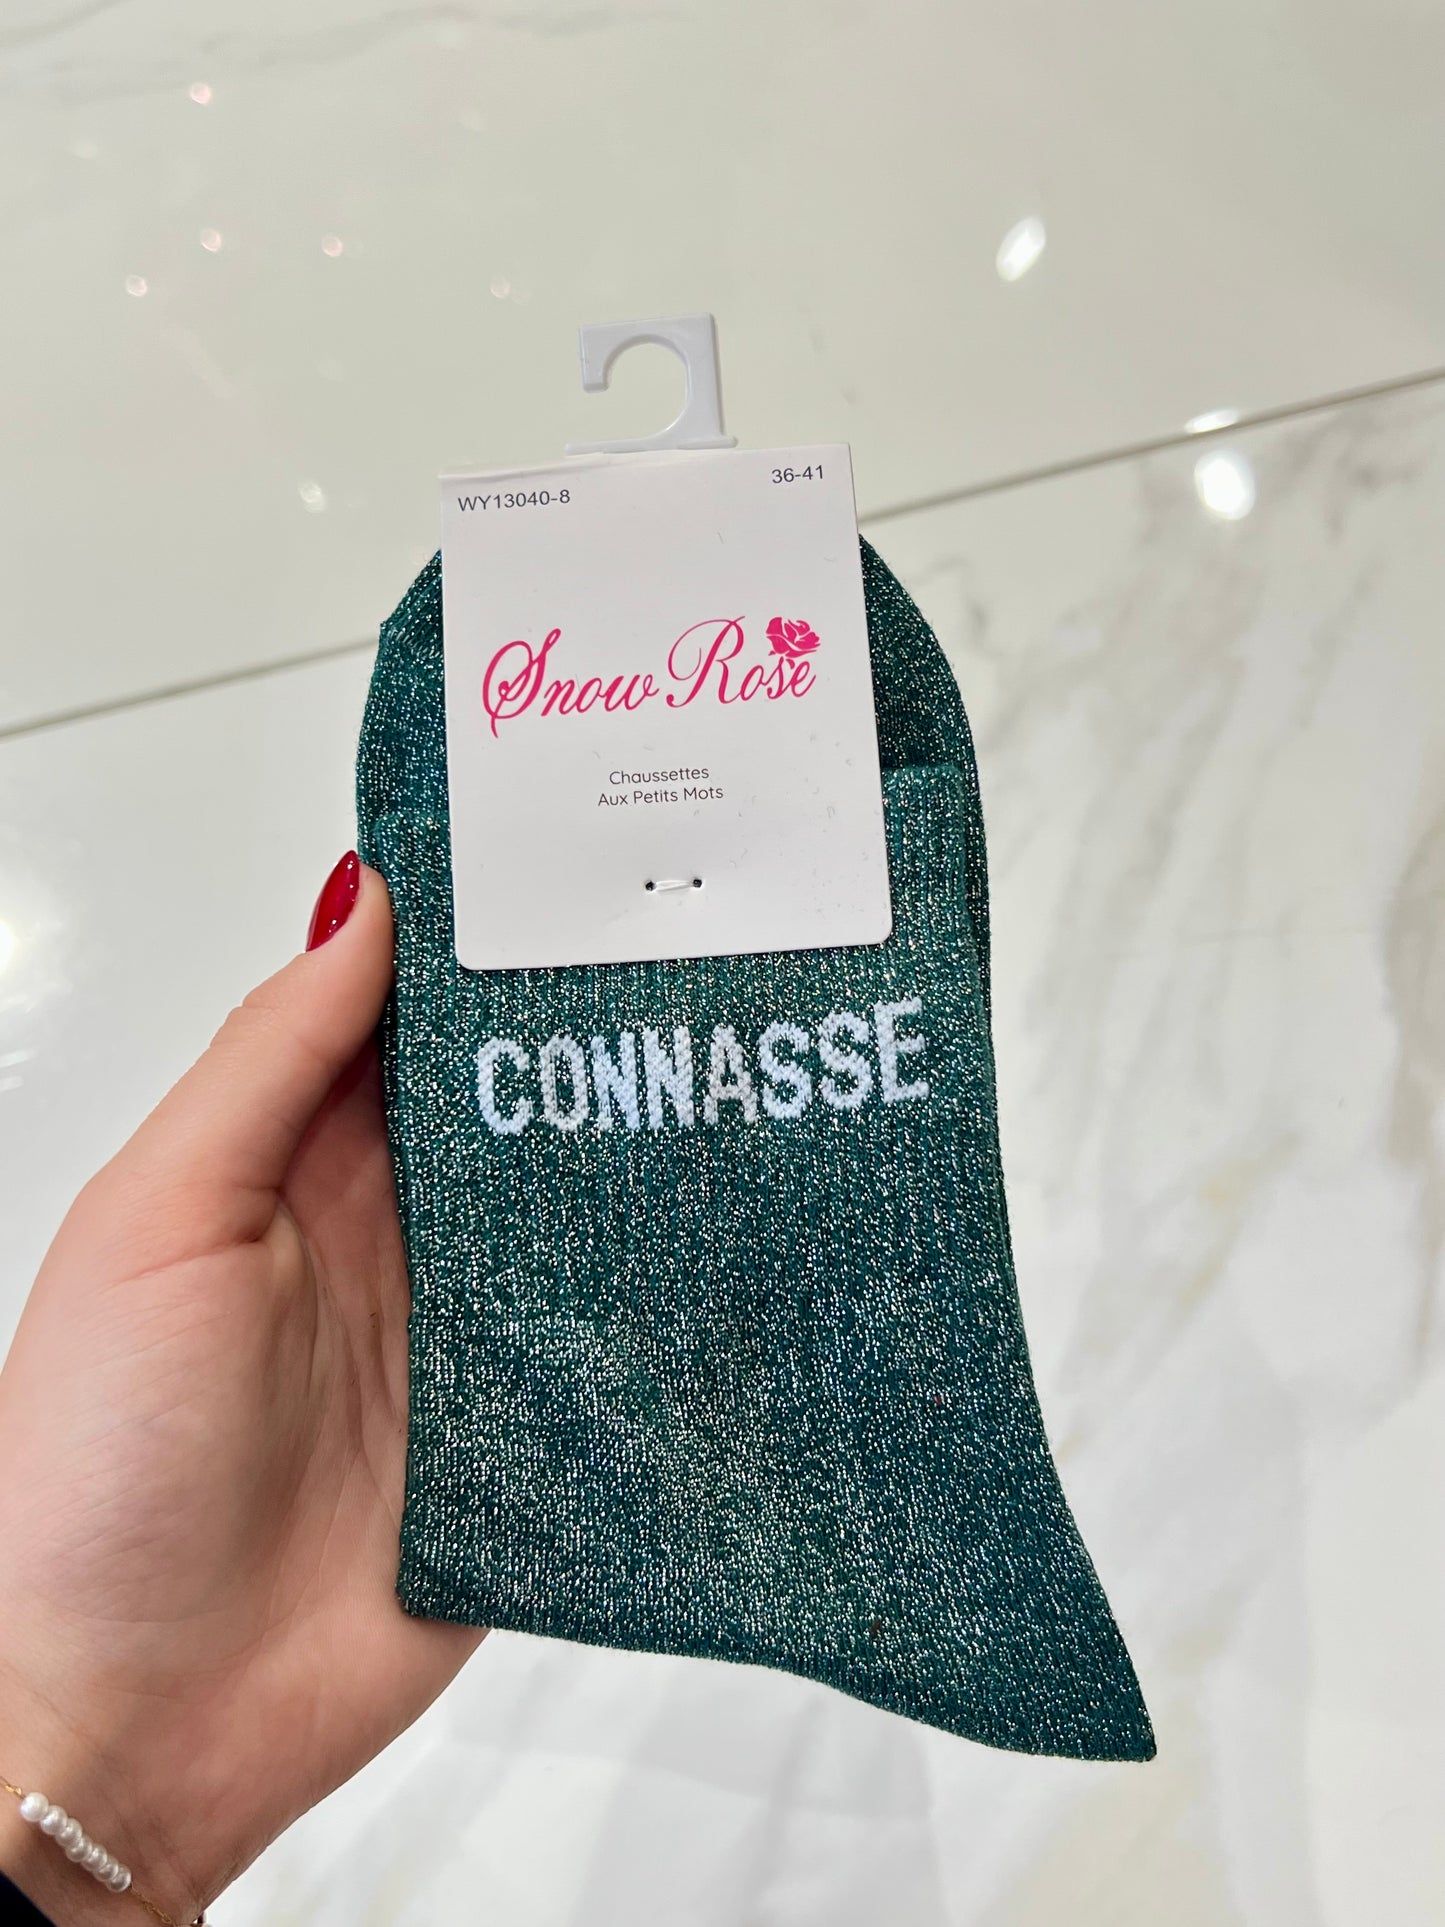 WY13040-8 36-41
Snow Rose
Chaussettes
Aux Petits Mots
CONNASSE